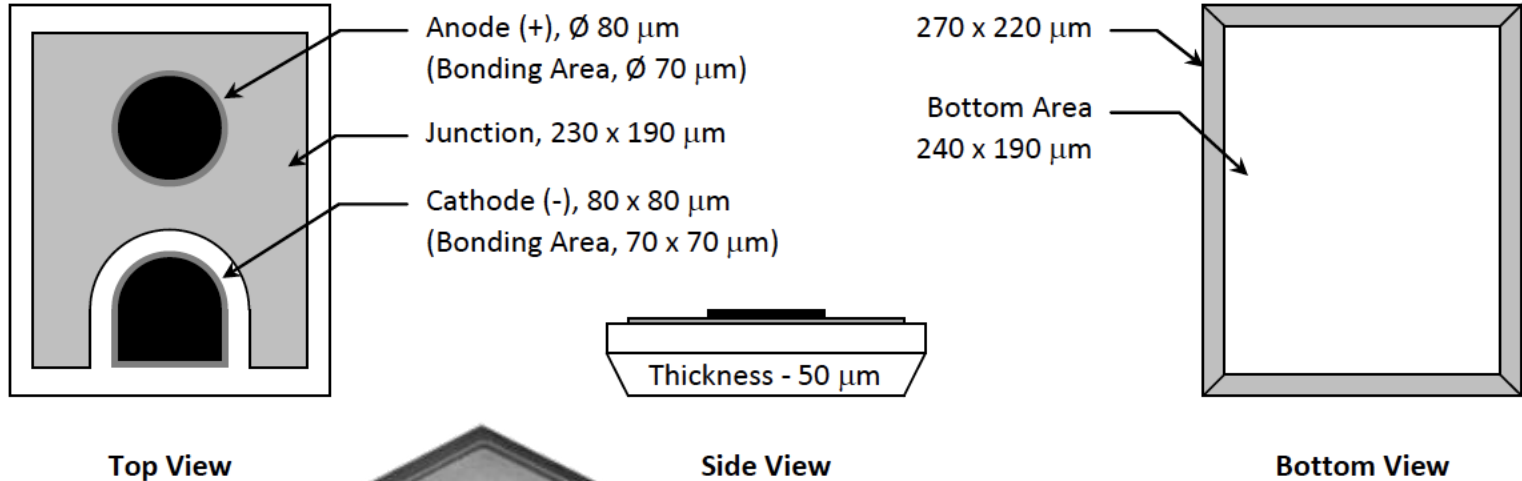 Anode (+), Ø 80 μm
(Bonding Area, Ø 70 μm)
Junction, 230 x 190 μm
Cathode (-), 80 x 80 μm
(Bonding Area, 70 x 70 μm)
270 x 220 μm
Bottom Area
240 x 190 μm
Thickness - 50 μm
Top View
Side View
Bottom View